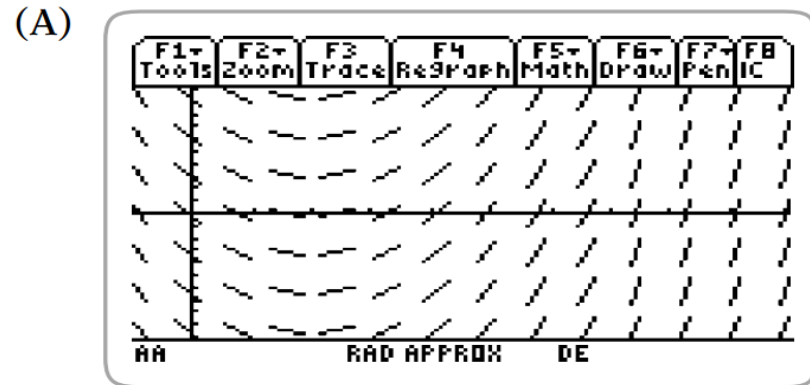 (A)
F1 F2 F3 F4 F5 F6 F7 F8
Tools Zoom Trace ReGraph Math Draw Pen IC
AA RAD APPROX DE